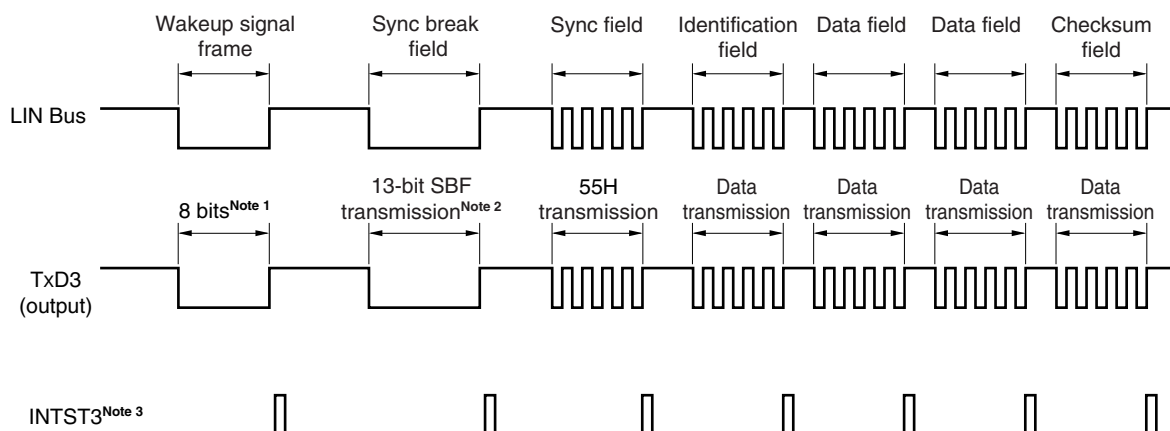 Wakeup signal
frame
Sync break
field
Sync field
Identification
field
Data field
Data field
Checksum
field
LIN Bus
8 bitsNote 1
13-bit SBF
transmissionNote 2
55H
transmission
Data
transmission
Data
transmission
Data
transmission
Data
transmission
TxD3
(output)
INTST3Note 3